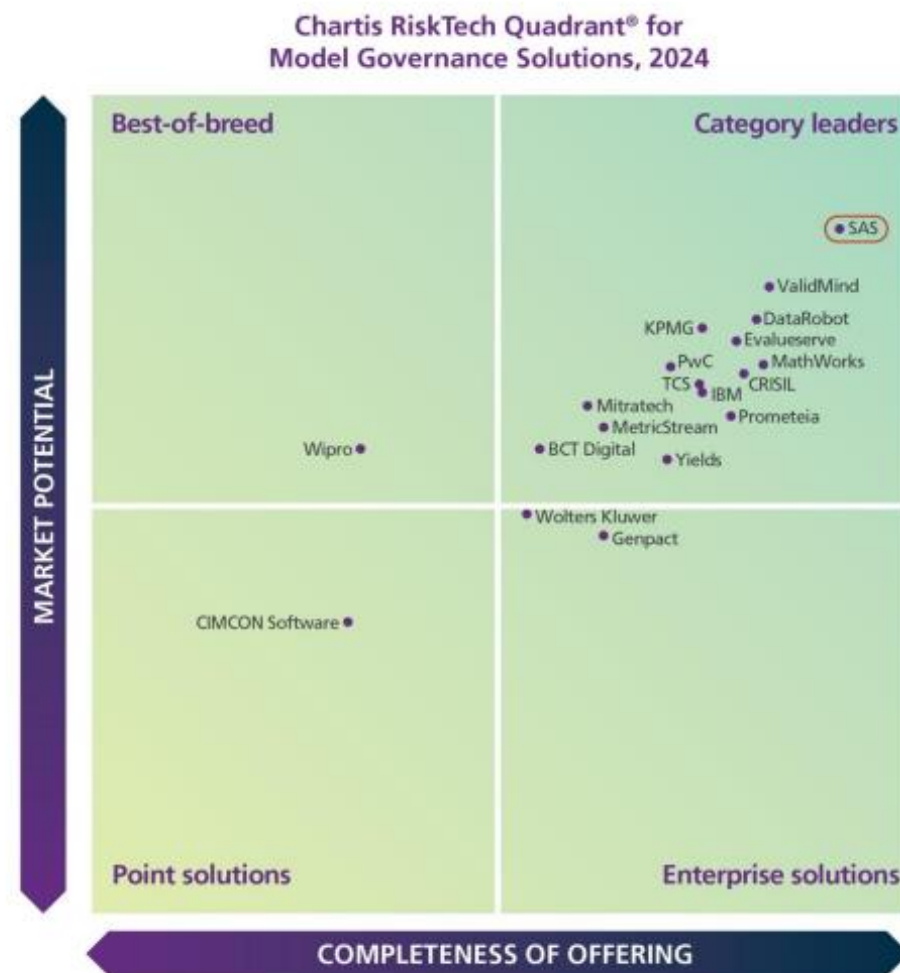 Chartis RiskTech Quadrant® for
Model Governance Solutions, 2024
Best-of-breed
Category leaders
SAS
ValidMind
DataRobot
KPMG
Evalueserve
PwC
MathWorks
TCS
CRISIL
IBM
Mitratech
Prometeia
MetricStream
Wipro
BCT Digital
Yields
Wolters Kluwer
Genpact
CIMCON Software
Point solutions
Enterprise solutions
MARKET POTENTIAL
COMPLETENESS OF OFFERING